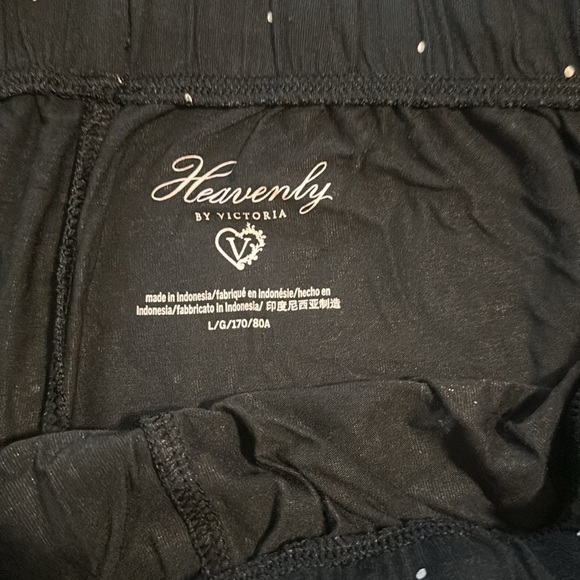 Heavenly
BY VICTORIA
V
made in Indonesia/fabriqué en Indonésie/hecho en
Indonesia/fabbricato in Indonesia/ 印度尼西亚制造
L/G/170/80A